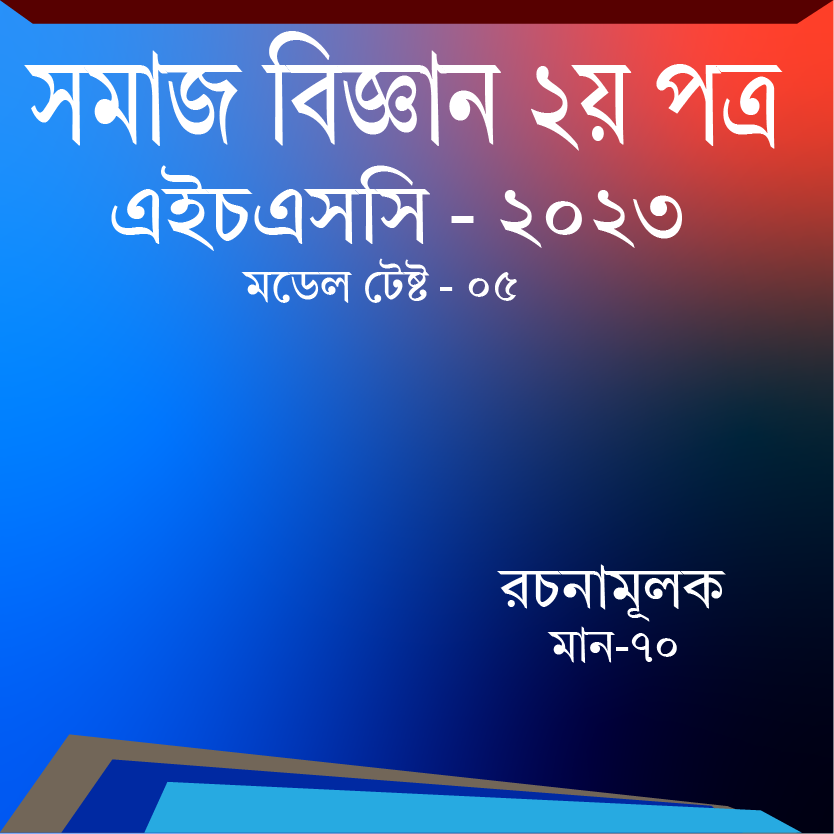 সমাজ বিজ্ঞান ২য় পত্র
এইচএসসি - ২০২৩
মডেল টেষ্ট - ০৫
রচনামূলক
মান-৭০